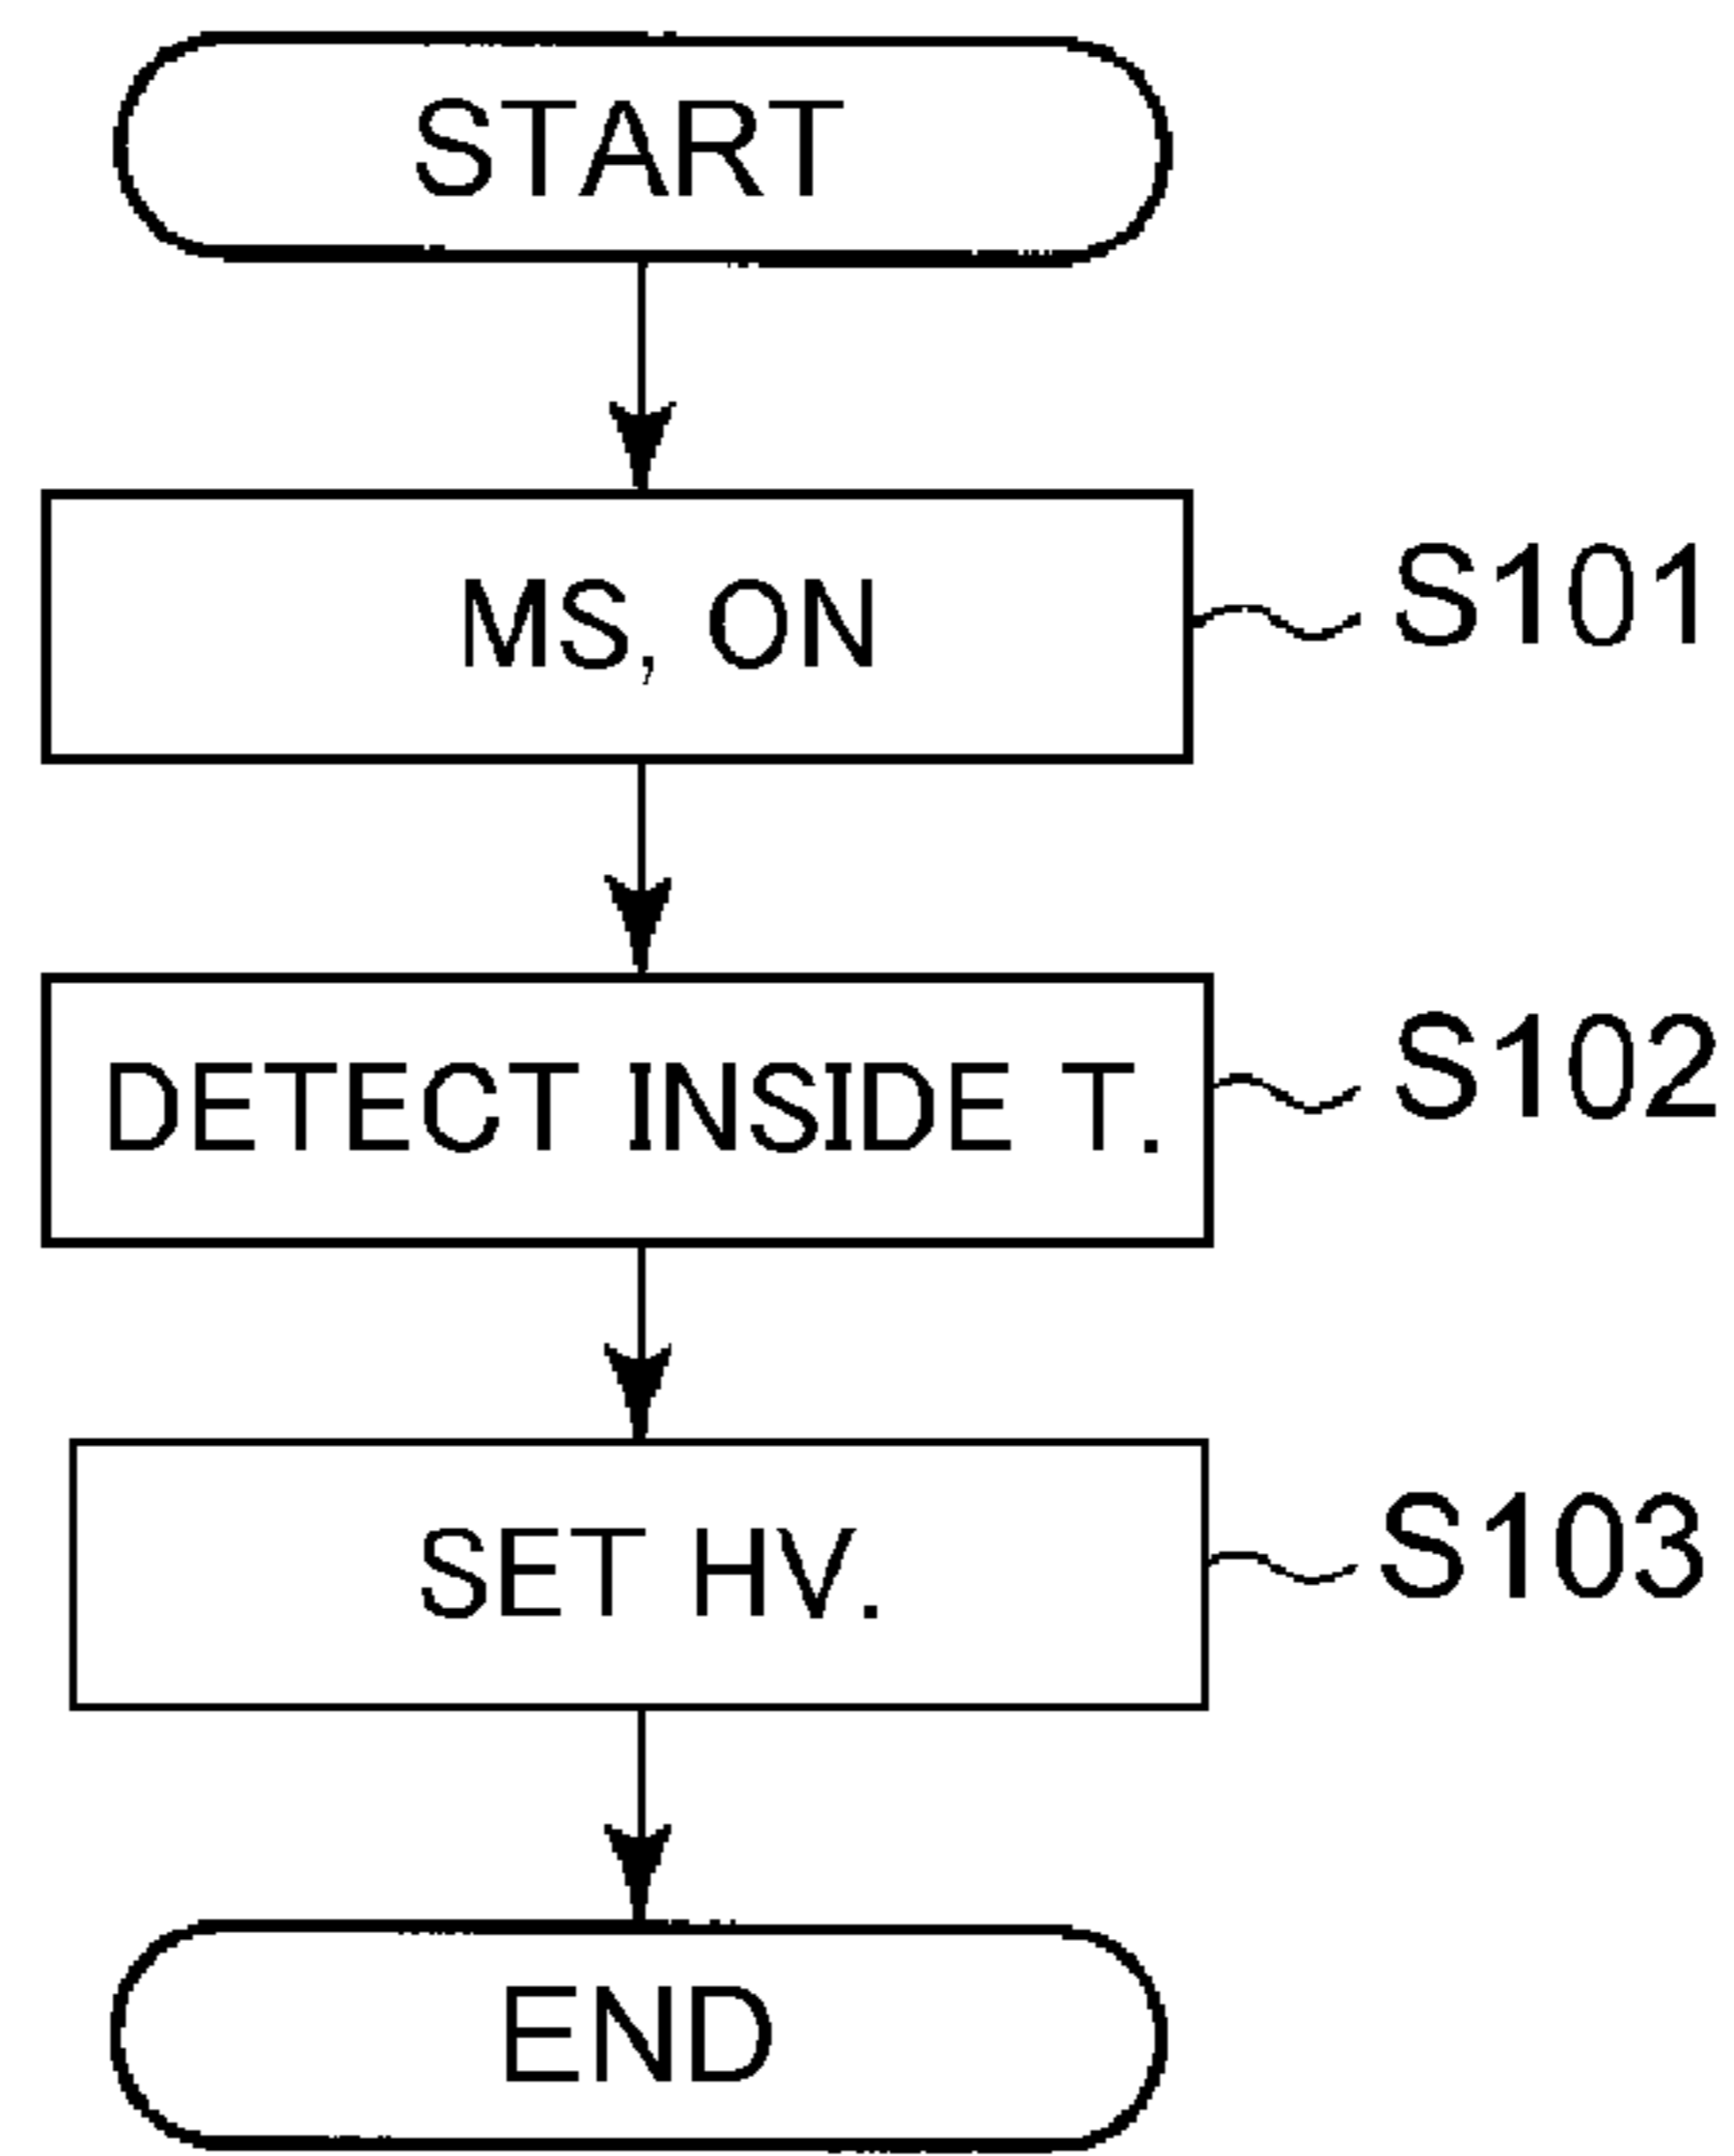 START
MS, ON
S101
DETECT INSIDE T.
S102
SET HV.
S103
END